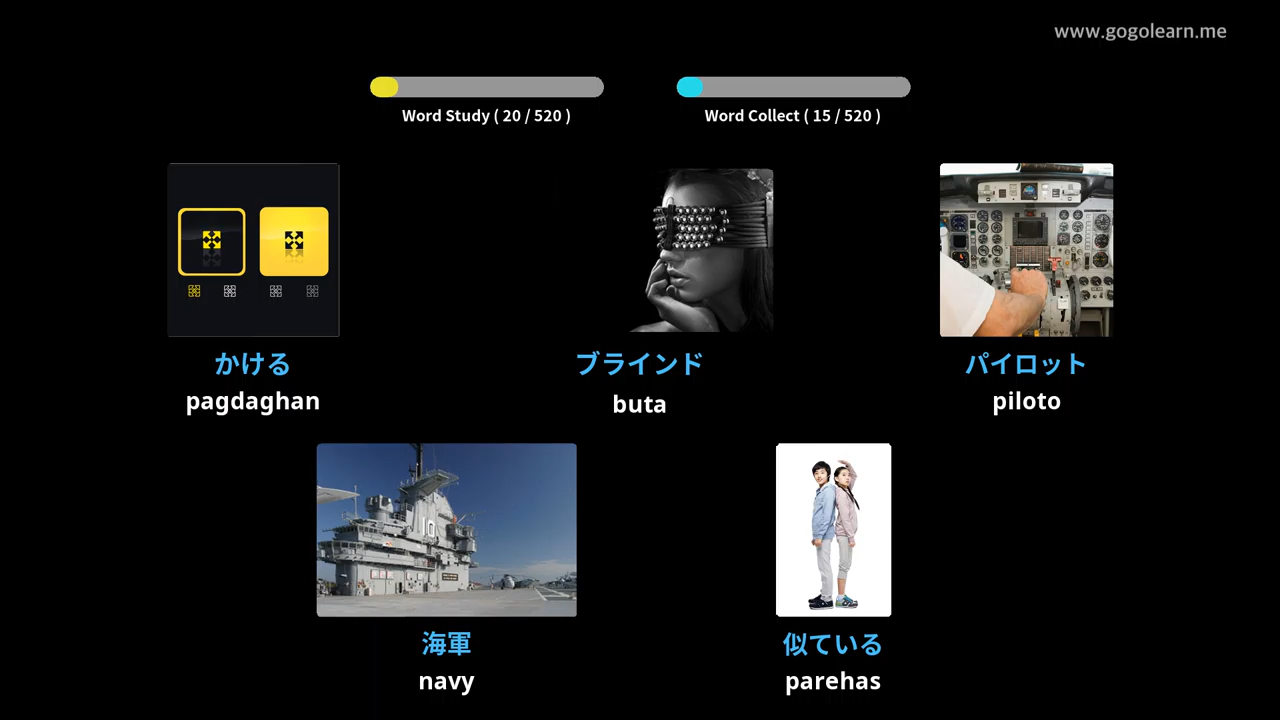 www.gogolearn.me
Word Study ( 20 / 520 )
Word Collect ( 15 / 520 )
かける
pagdaghan
ブラインド
buta
パイロット
piloto
10
海軍
navy
似ている
parehas